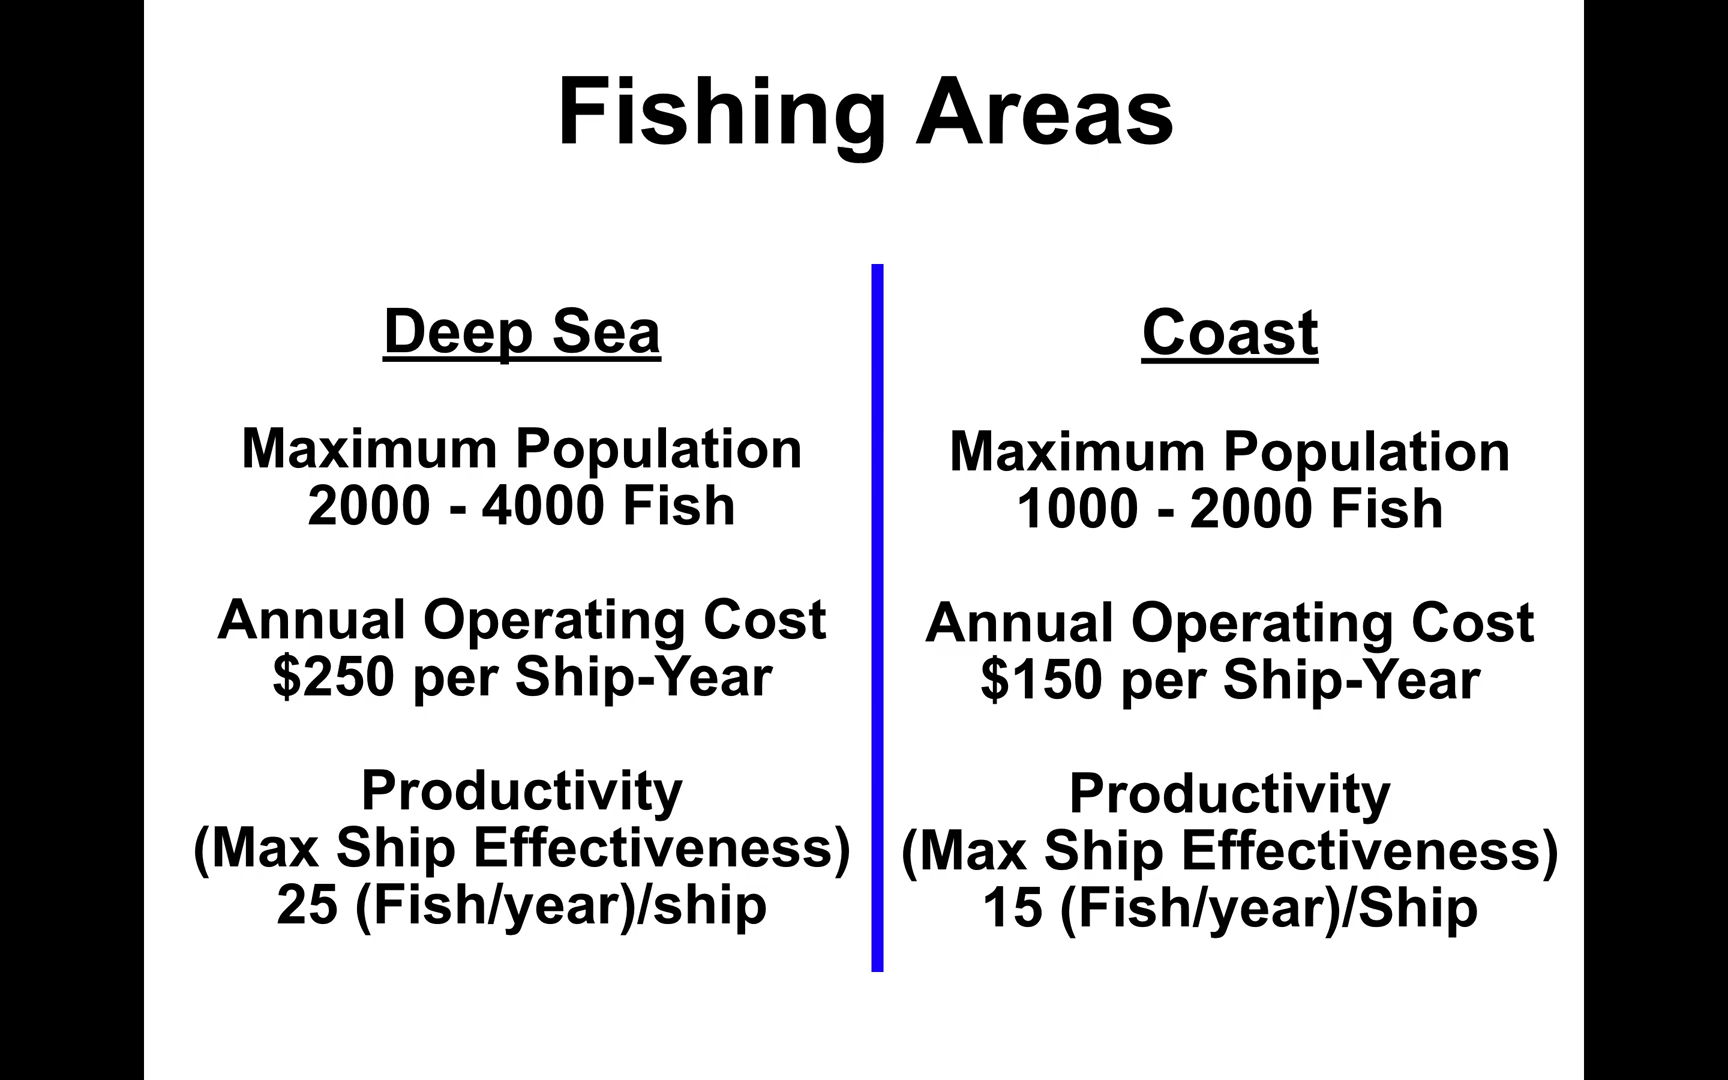 Fishing Areas
Deep Sea
Maximum Population
2000 - 4000 Fish
Annual Operating Cost
$250 per Ship-Year
Productivity
(Max Ship Effectiveness)
25 (Fish/year)/ship
Coast
Maximum Population
1000 - 2000 Fish
Annual Operating Cost
$150 per Ship-Year
Productivity
(Max Ship Effectiveness)
15 (Fish/year)/Ship